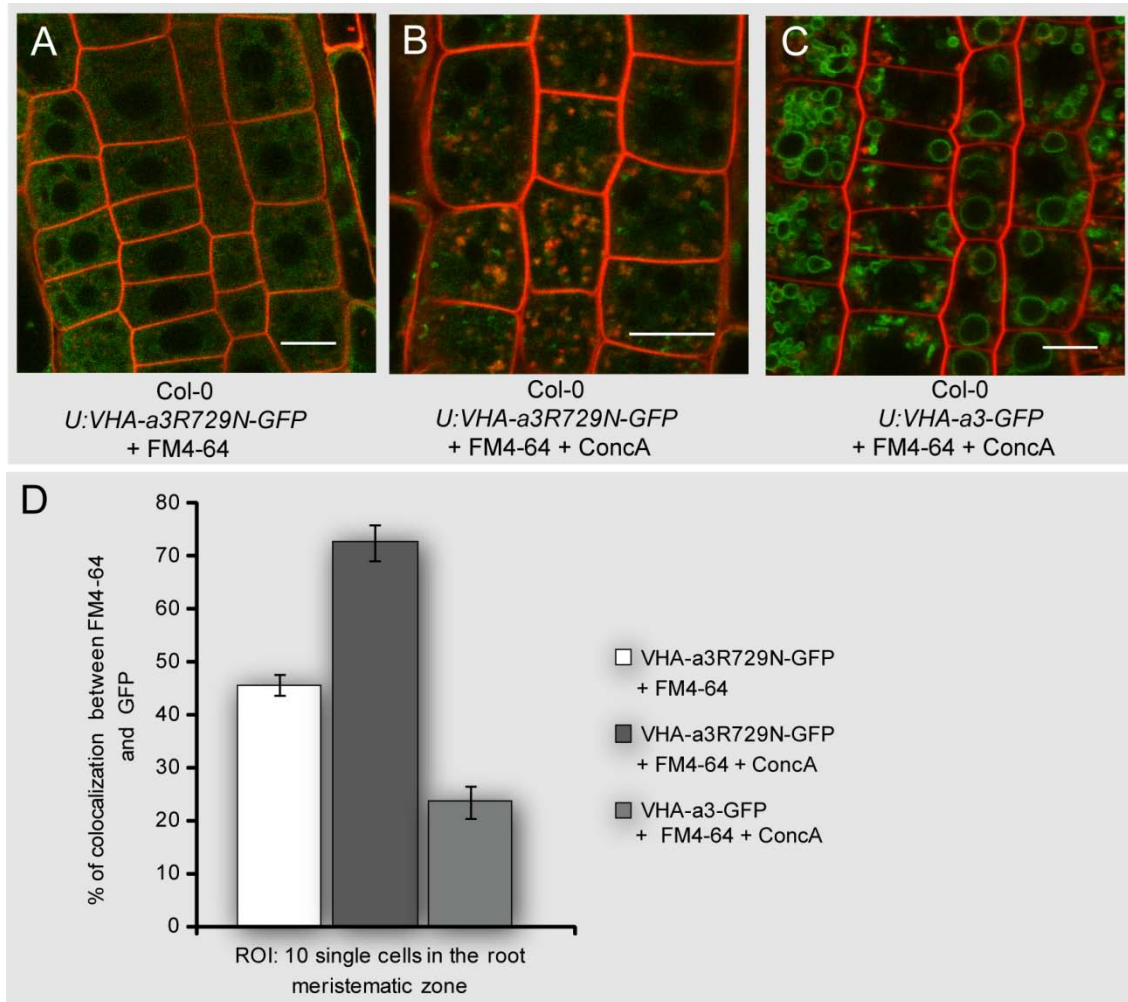 A
B
C
Col-0
U:VHA-a3R729N-GFP
+ FM4-64
Col-0
U:VHA-a3R729N-GFP
+ FM4-64 + ConcA
Col-0
U:VHA-a3-GFP
+ FM4-64 + ConcA
D
% of colocalization between FM4-64
and GFP
80
70
60
50
40
30
20
10
0
ROI: 10 single cells in the root
meristematic zone
VHA-a3R729N-GFP
+ FM4-64
VHA-a3R729N-GFP
+ FM4-64 + ConcA
VHA-a3-GFP
+ FM4-64 + ConcA